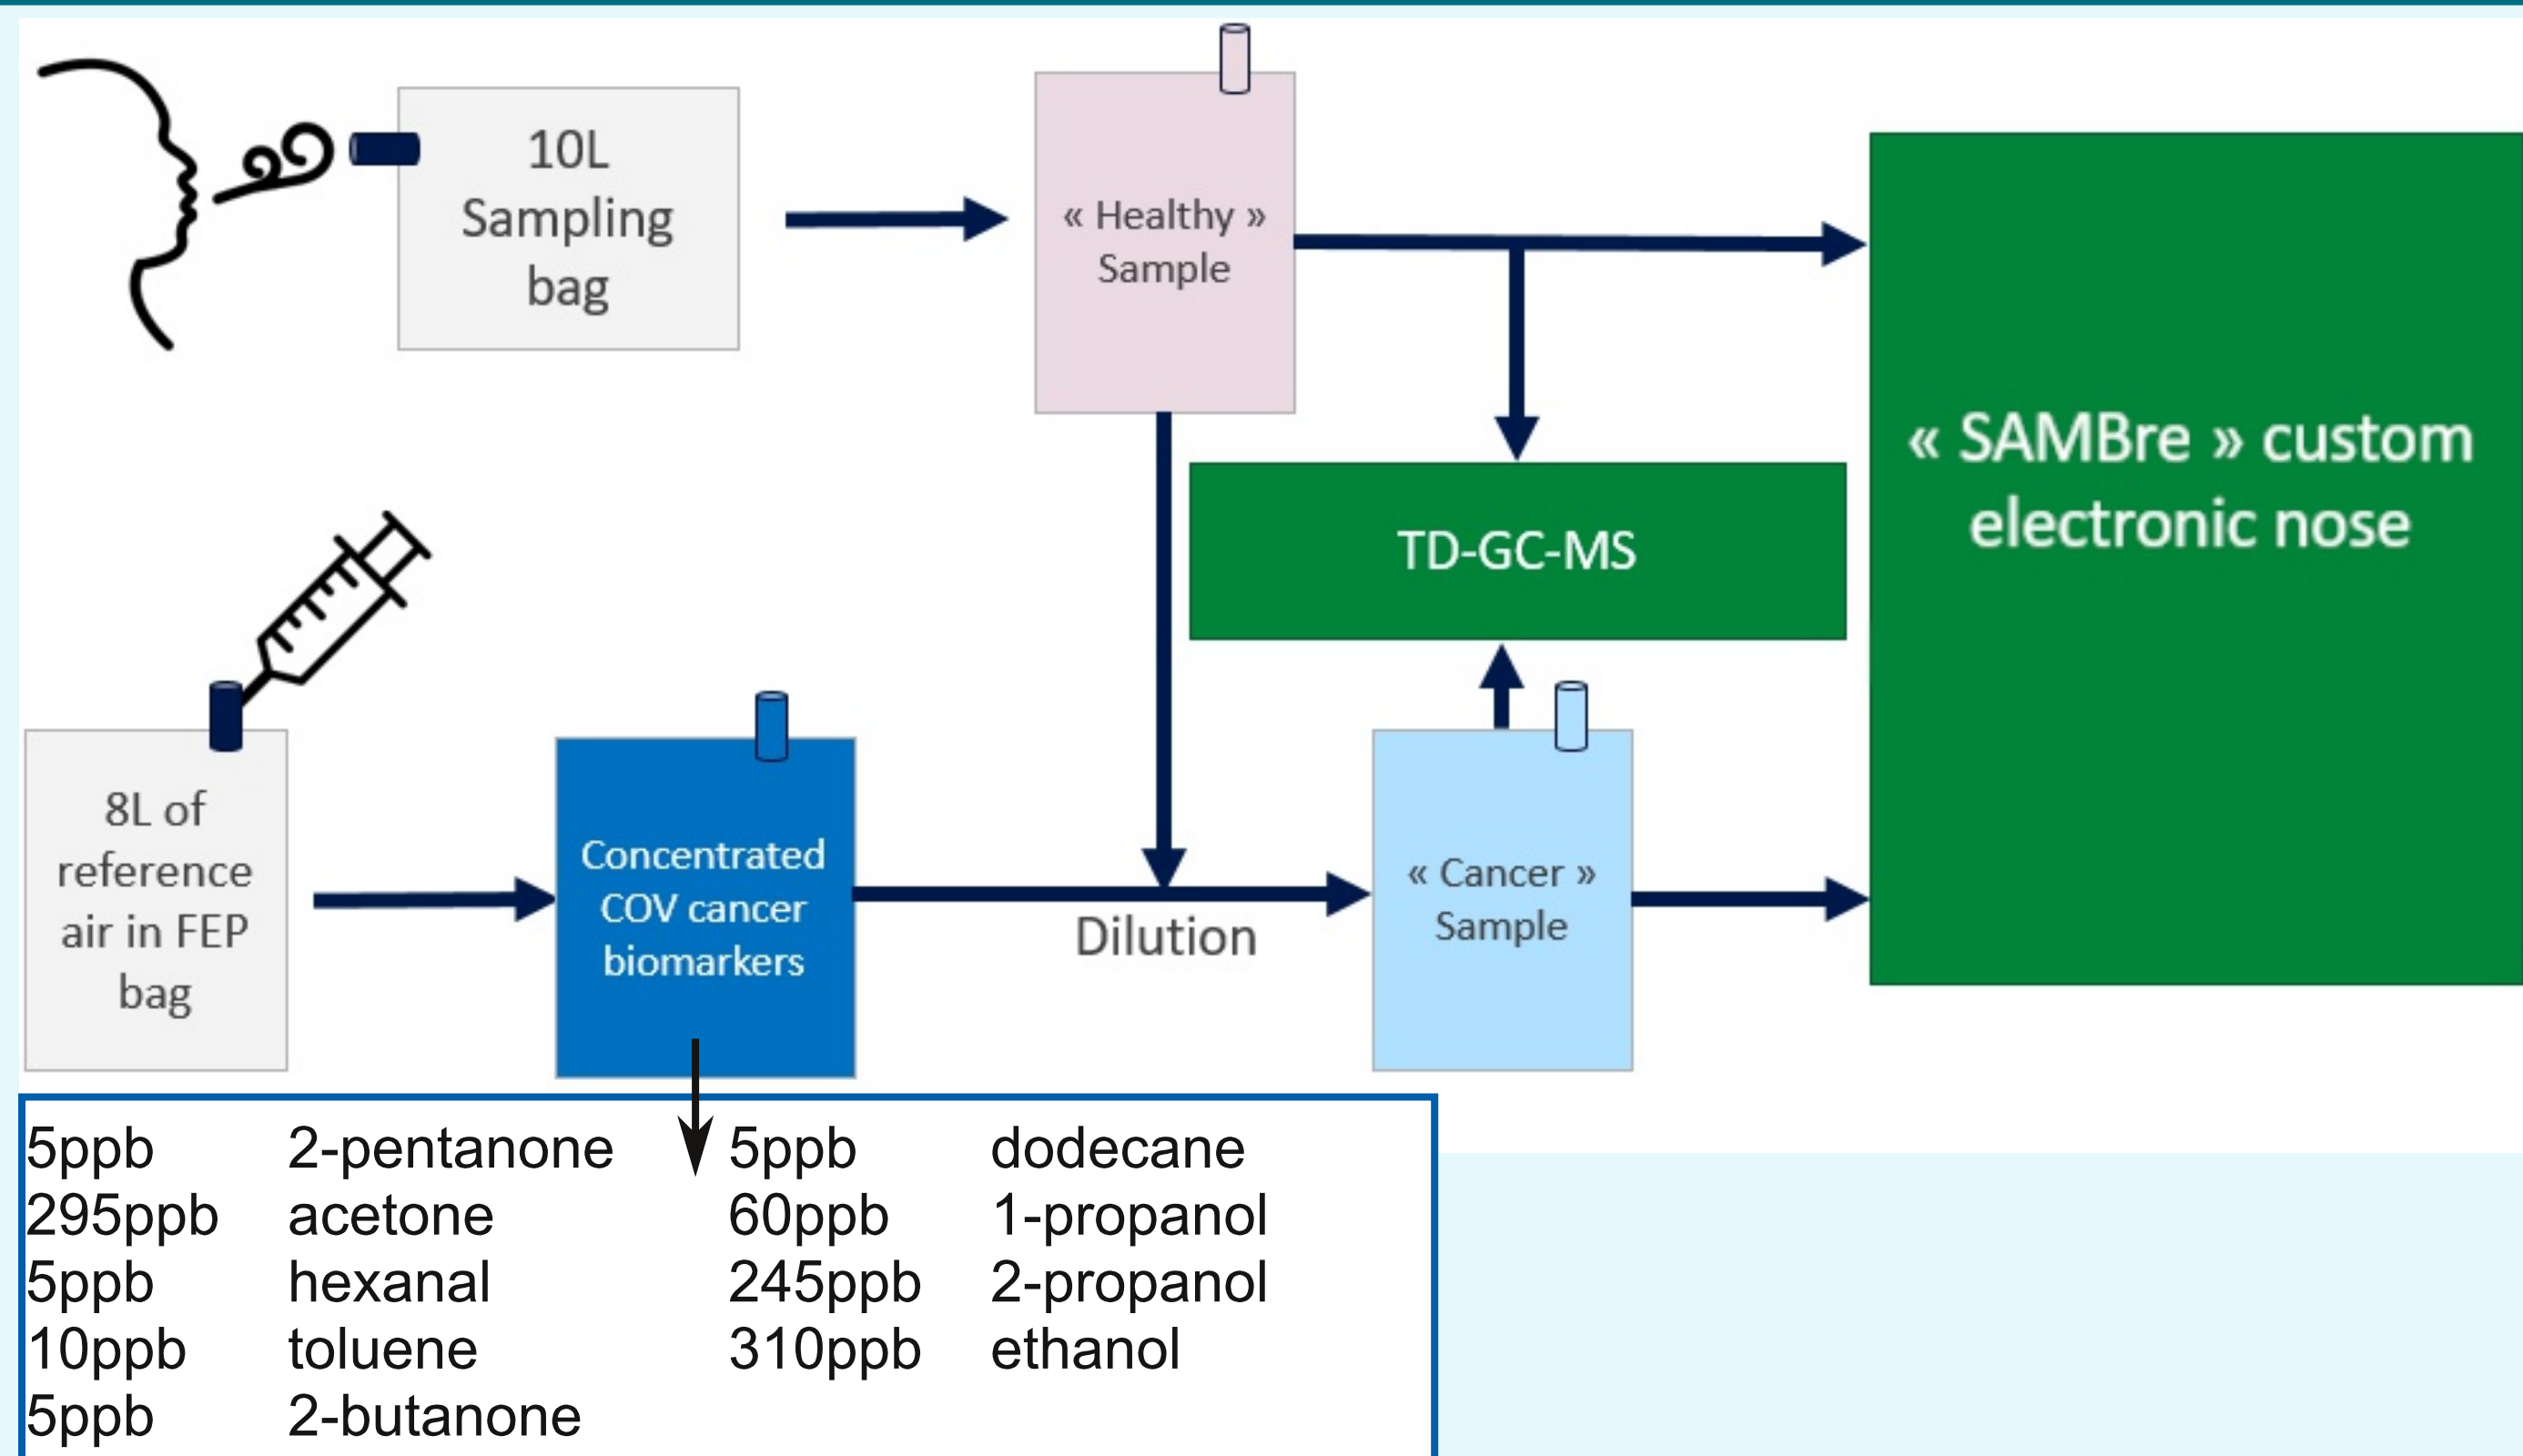 10L
Sampling
bag
« Healthy »
Sample
« SAMBre » custom
electronic nose
TD-GC-MS
8L of
reference
air in FEP
bag
Concentrated
COV cancer
biomarkers
Dilution
« Cancer »
Sample
5ppb 2-pentanone
295ppb acetone
5ppb hexanal
10ppb toluene
5ppb 2-butanone
5ppb dodecane
60ppb 1-propanol
245ppb 2-propanol
310ppb ethanol